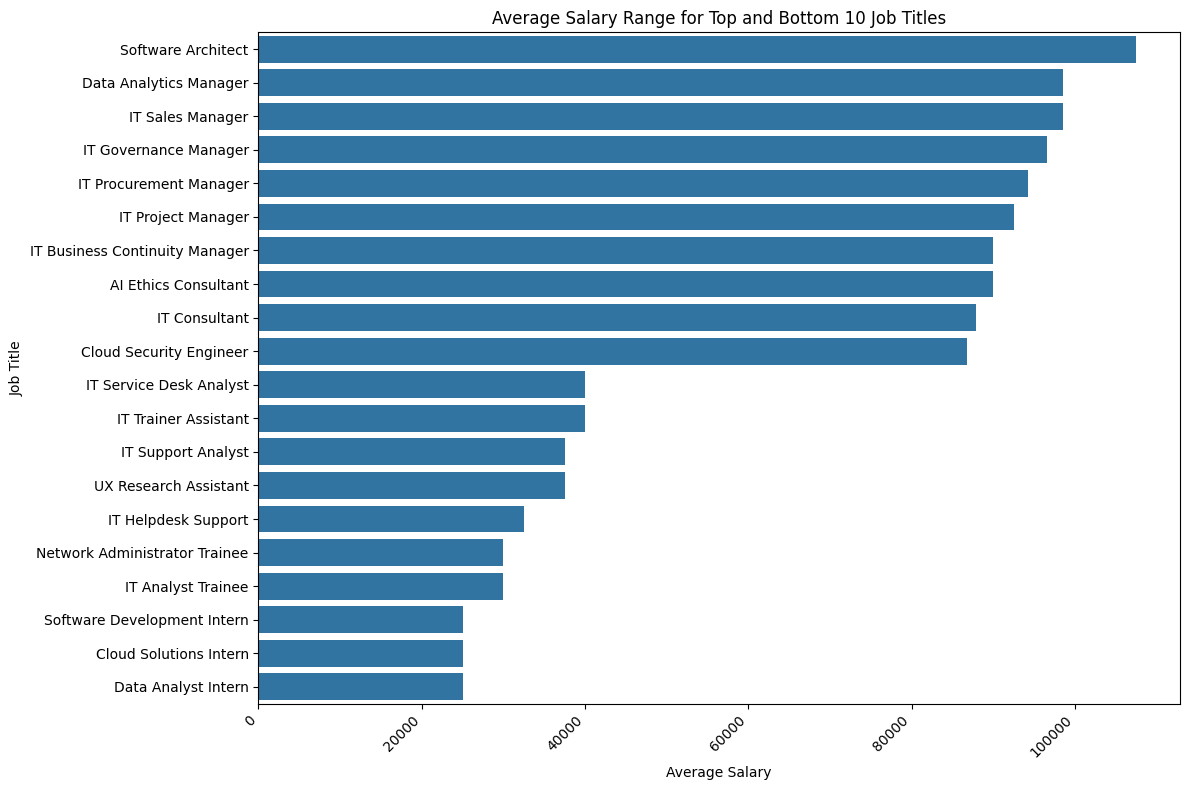 Average Salary Range for Top and Bottom 10 Job Titles
Software Architect
Data Analytics Manager
IT Sales Manager
IT Governance Manager
IT Procurement Manager
IT Project Manager
IT Business Continuity Manager
AI Ethics Consultant
IT Consultant
Cloud Security Engineer
IT Service Desk Analyst
IT Trainer Assistant
IT Support Analyst
UX Research Assistant
IT Helpdesk Support
Network Administrator Trainee
IT Analyst Trainee
Software Development Intern
Cloud Solutions Intern
Data Analyst Intern
Job Title
0
20000
40000
60000
80000
100000
Average Salary